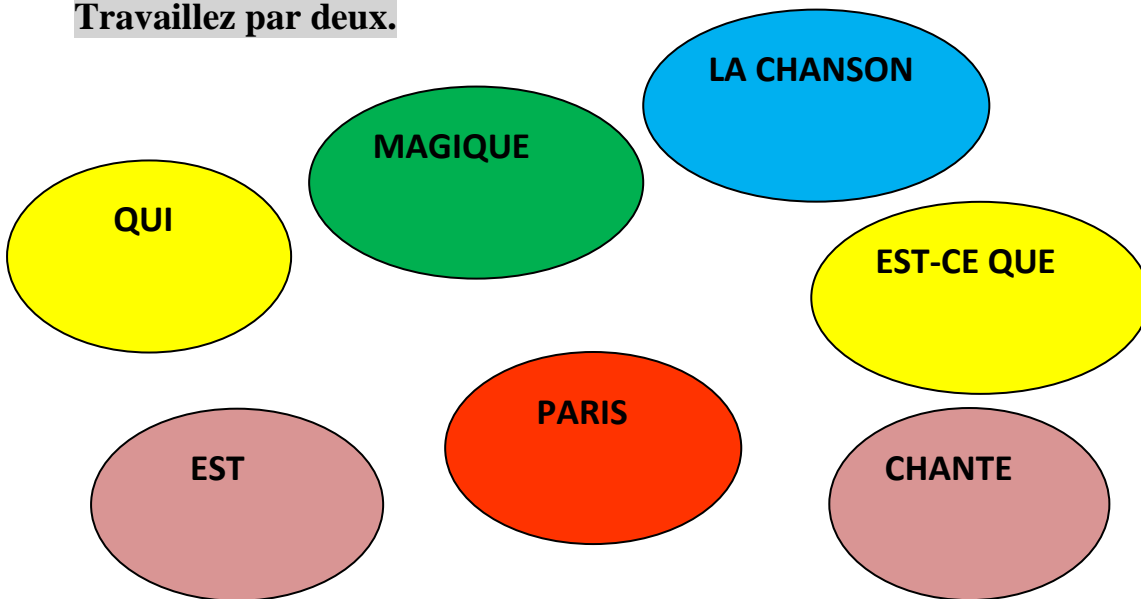 Travaillez par deux.
LA CHANSON
MAGIQUE
QUI
EST-CE QUE
PARIS
EST
CHANTE